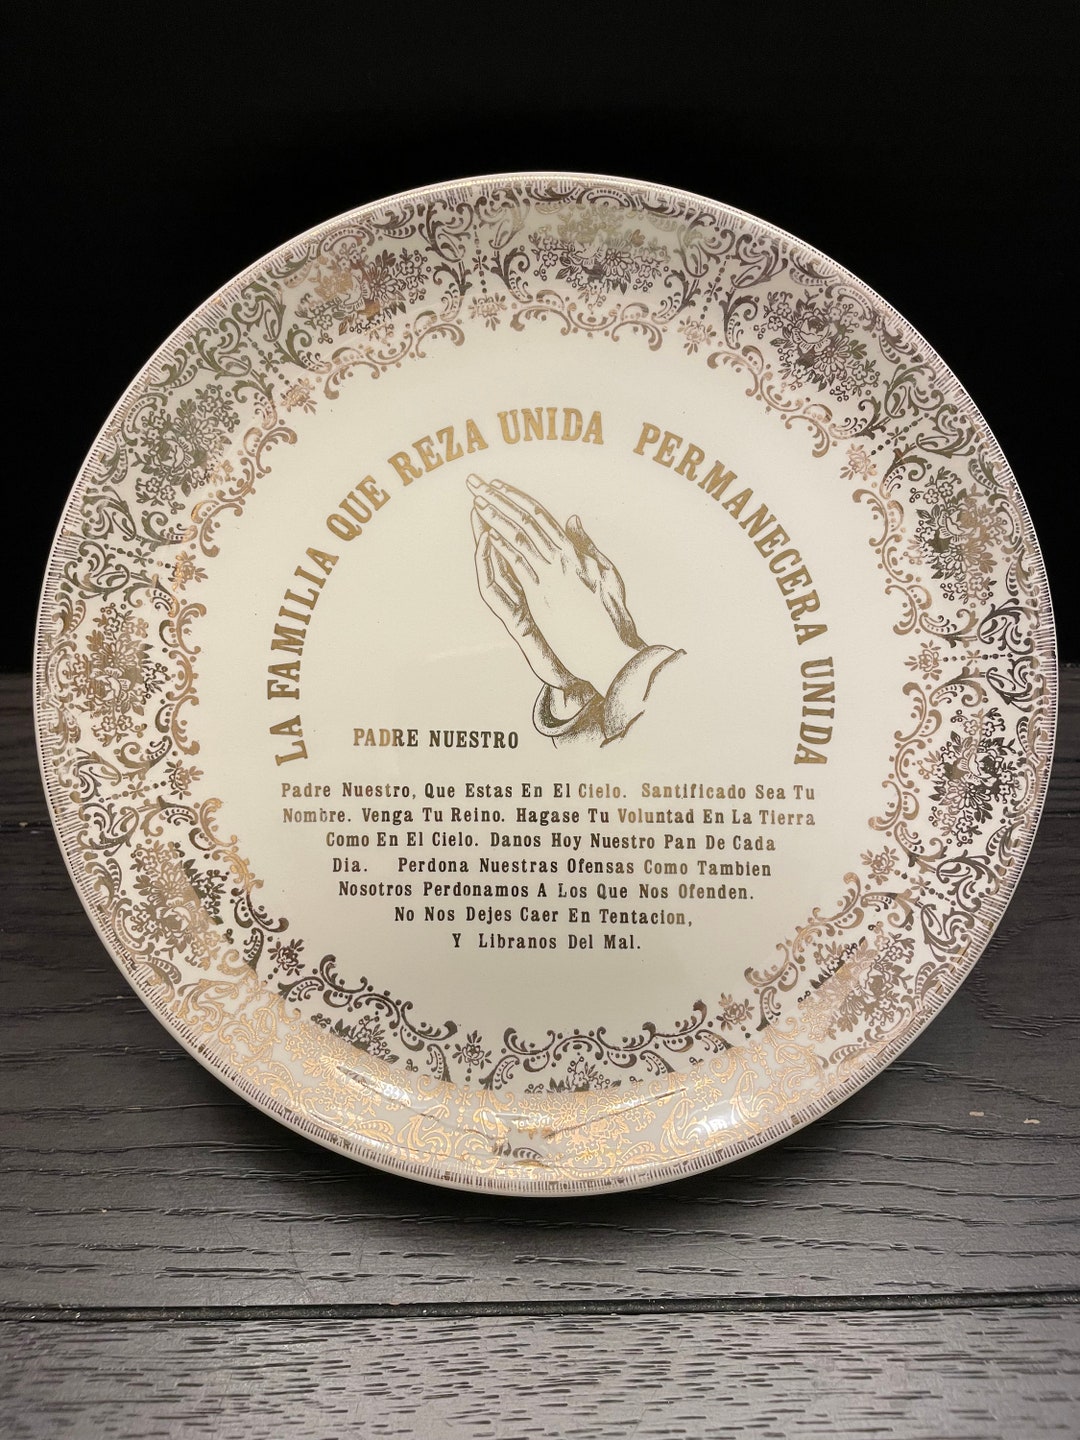 LA FAMILIA QUE REZA UNIDA PERMANECERA UNIDA
PADRE NUESTRO
Padre Nuestro, Que Estas En El Cielo. Santificado Sea Tu
Nombre. Venga Tu Reino. Hagase Tu Voluntad En La Tierra
Como En El Cielo. Danos Hoy Nuestro Pan De Cada
Dia. Perdona Nuestras Ofensas Como Tambien
Nosotros Perdonamos A Los Que Nos Ofenden.
No Nos Dejes Caer En Tentacion,
Y Libranos Del Mal.